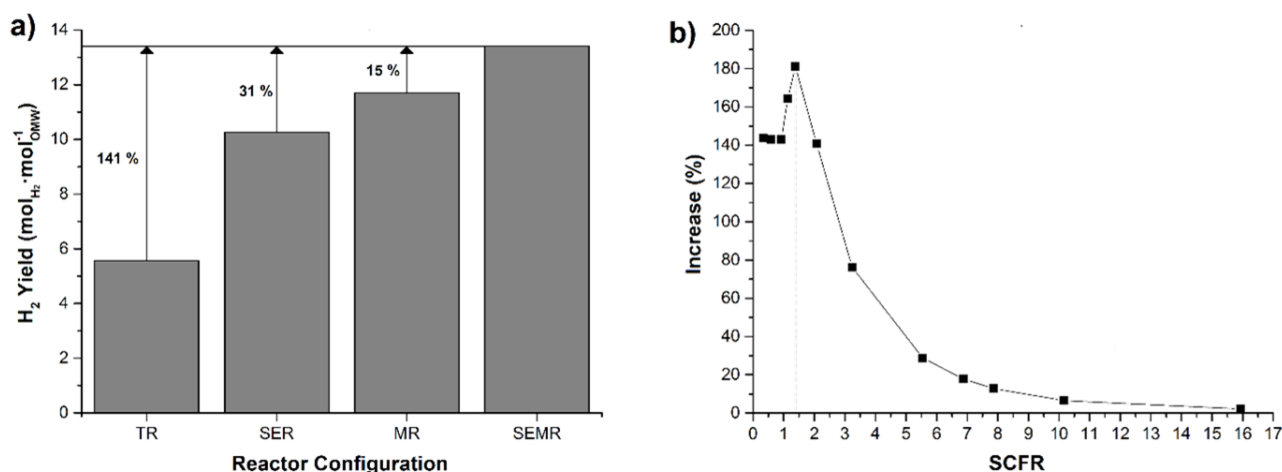 a)
H₂ Yield (mol_H₂·mol⁻¹_OMW)
14
12
10
8
6
4
2
0
141 %
31 %
15 %
TR SER MR SEMR
Reactor Configuration
b)
Increase (%)
200
180
160
140
120
100
80
60
40
20
0
0 1 2 3 4 5 6 7 8 9 10 11 12 13 14 15 16 17
SCFR